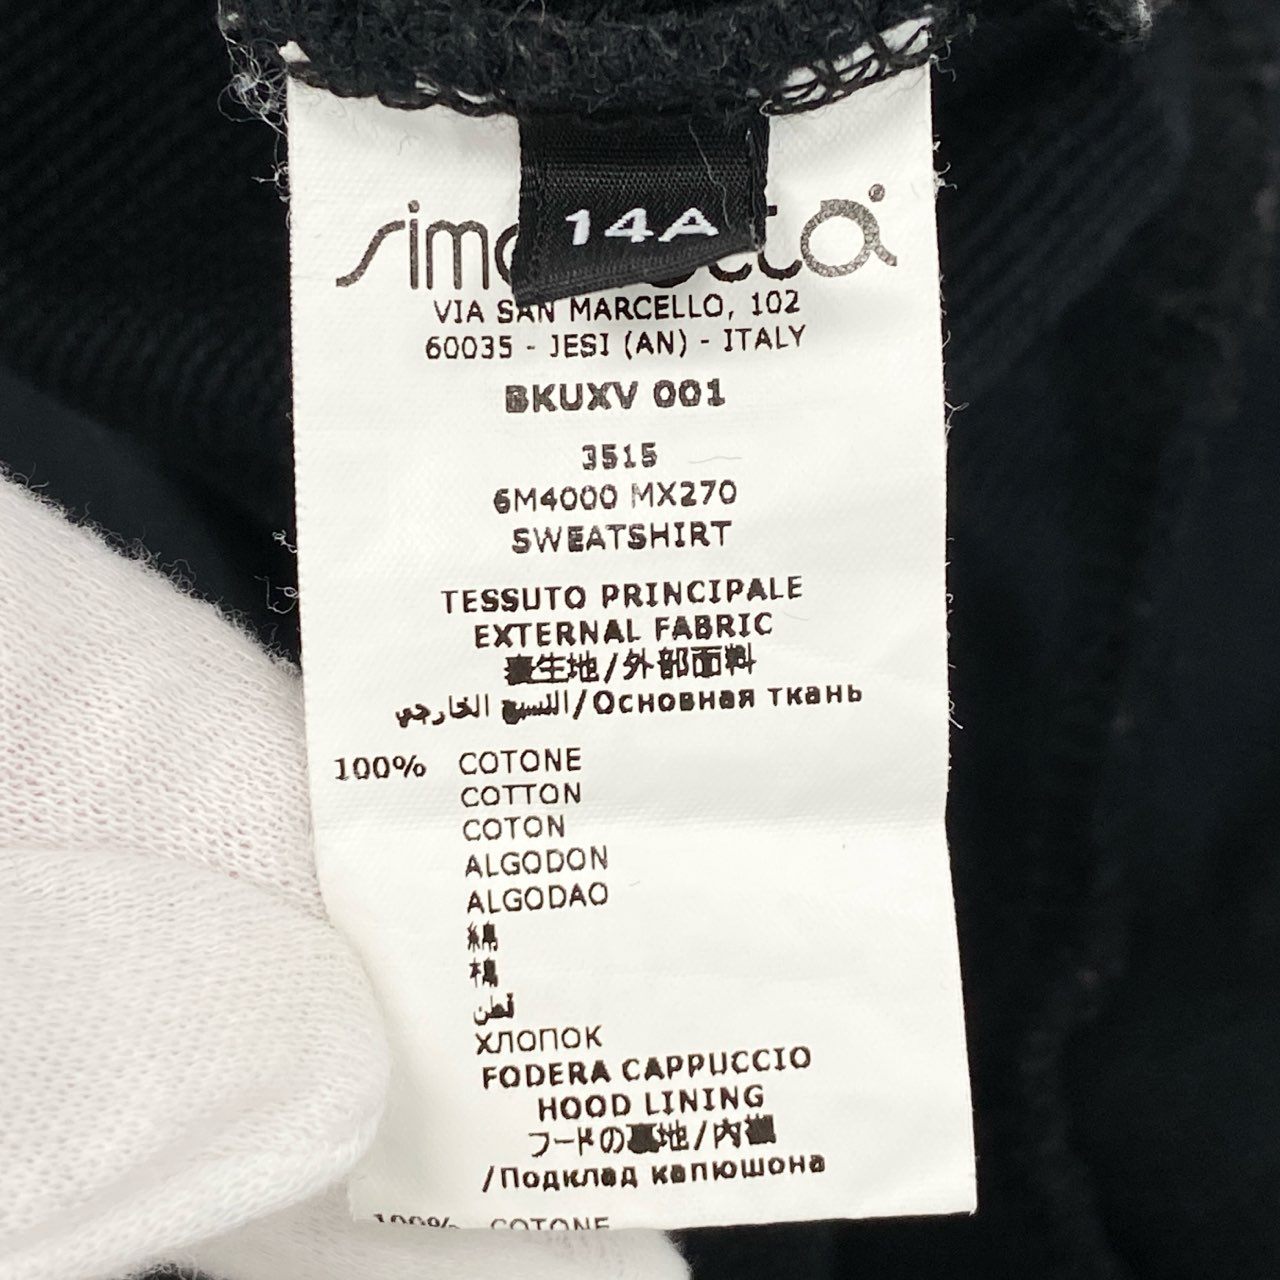 14A
VIA SAN MARCELLO, 102
60035 - JESI (AN) - ITALY
BKUXV 001
3515
6M4000 MX270
SWEATSHIRT
TESSUTO PRINCIPALE
EXTERNAL FABRIC
表生地/外部面料
النسيج الخارجي/Основная ткань
100% COTONE
COTTON
COTON
ALGODON
ALGODAO
綿
棉
قطن
ХЛОПОК
FODERA CAPPUCCIO
HOOD LINING
フードの裏地/内襯
/Подклад капюшона
100% COTONE